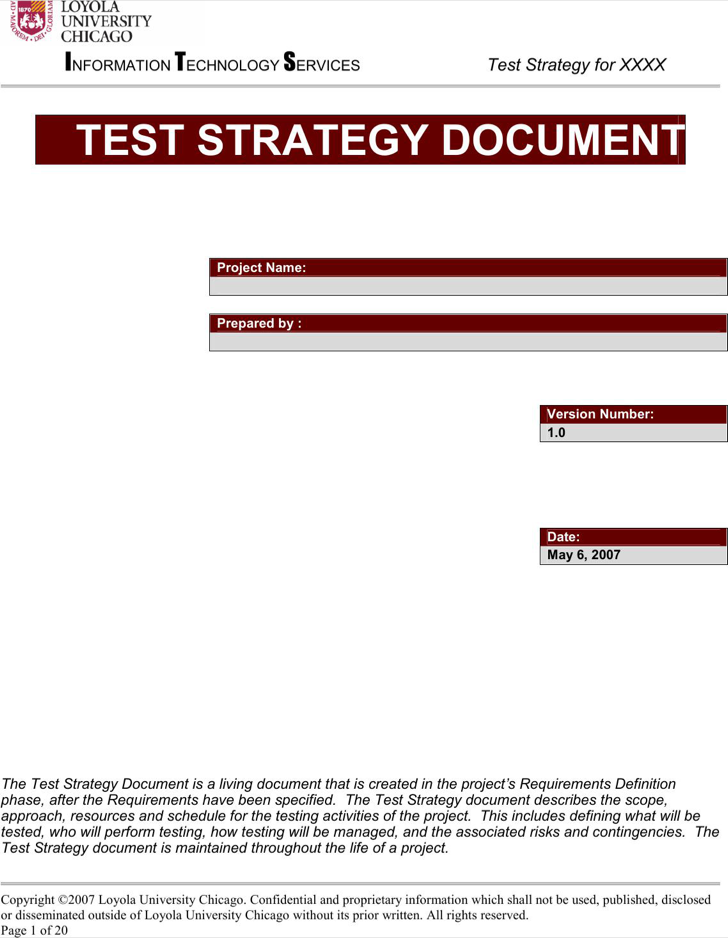 LOYOLA
UNIVERSITY
CHICAGO
INFORMATION TECHNOLOGY SERVICES Test Strategy for XXXX
TEST STRATEGY DOCUMENT
Project Name:
Prepared by :
Version Number:
1.0
Date:
May 6, 2007
The Test Strategy Document is a living document that is created in the project’s Requirements Definition
phase, after the Requirements have been specified.  The Test Strategy document describes the scope,
approach, resources and schedule for the testing activities of the project.  This includes defining what will be
tested, who will perform testing, how testing will be managed, and the associated risks and contingencies.  The
Test Strategy document is maintained throughout the life of a project.
Copyright ©2007 Loyola University Chicago. Confidential and proprietary information which shall not be used, published, disclosed
or disseminated outside of Loyola University Chicago without its prior written. All rights reserved.
Page 1 of 20